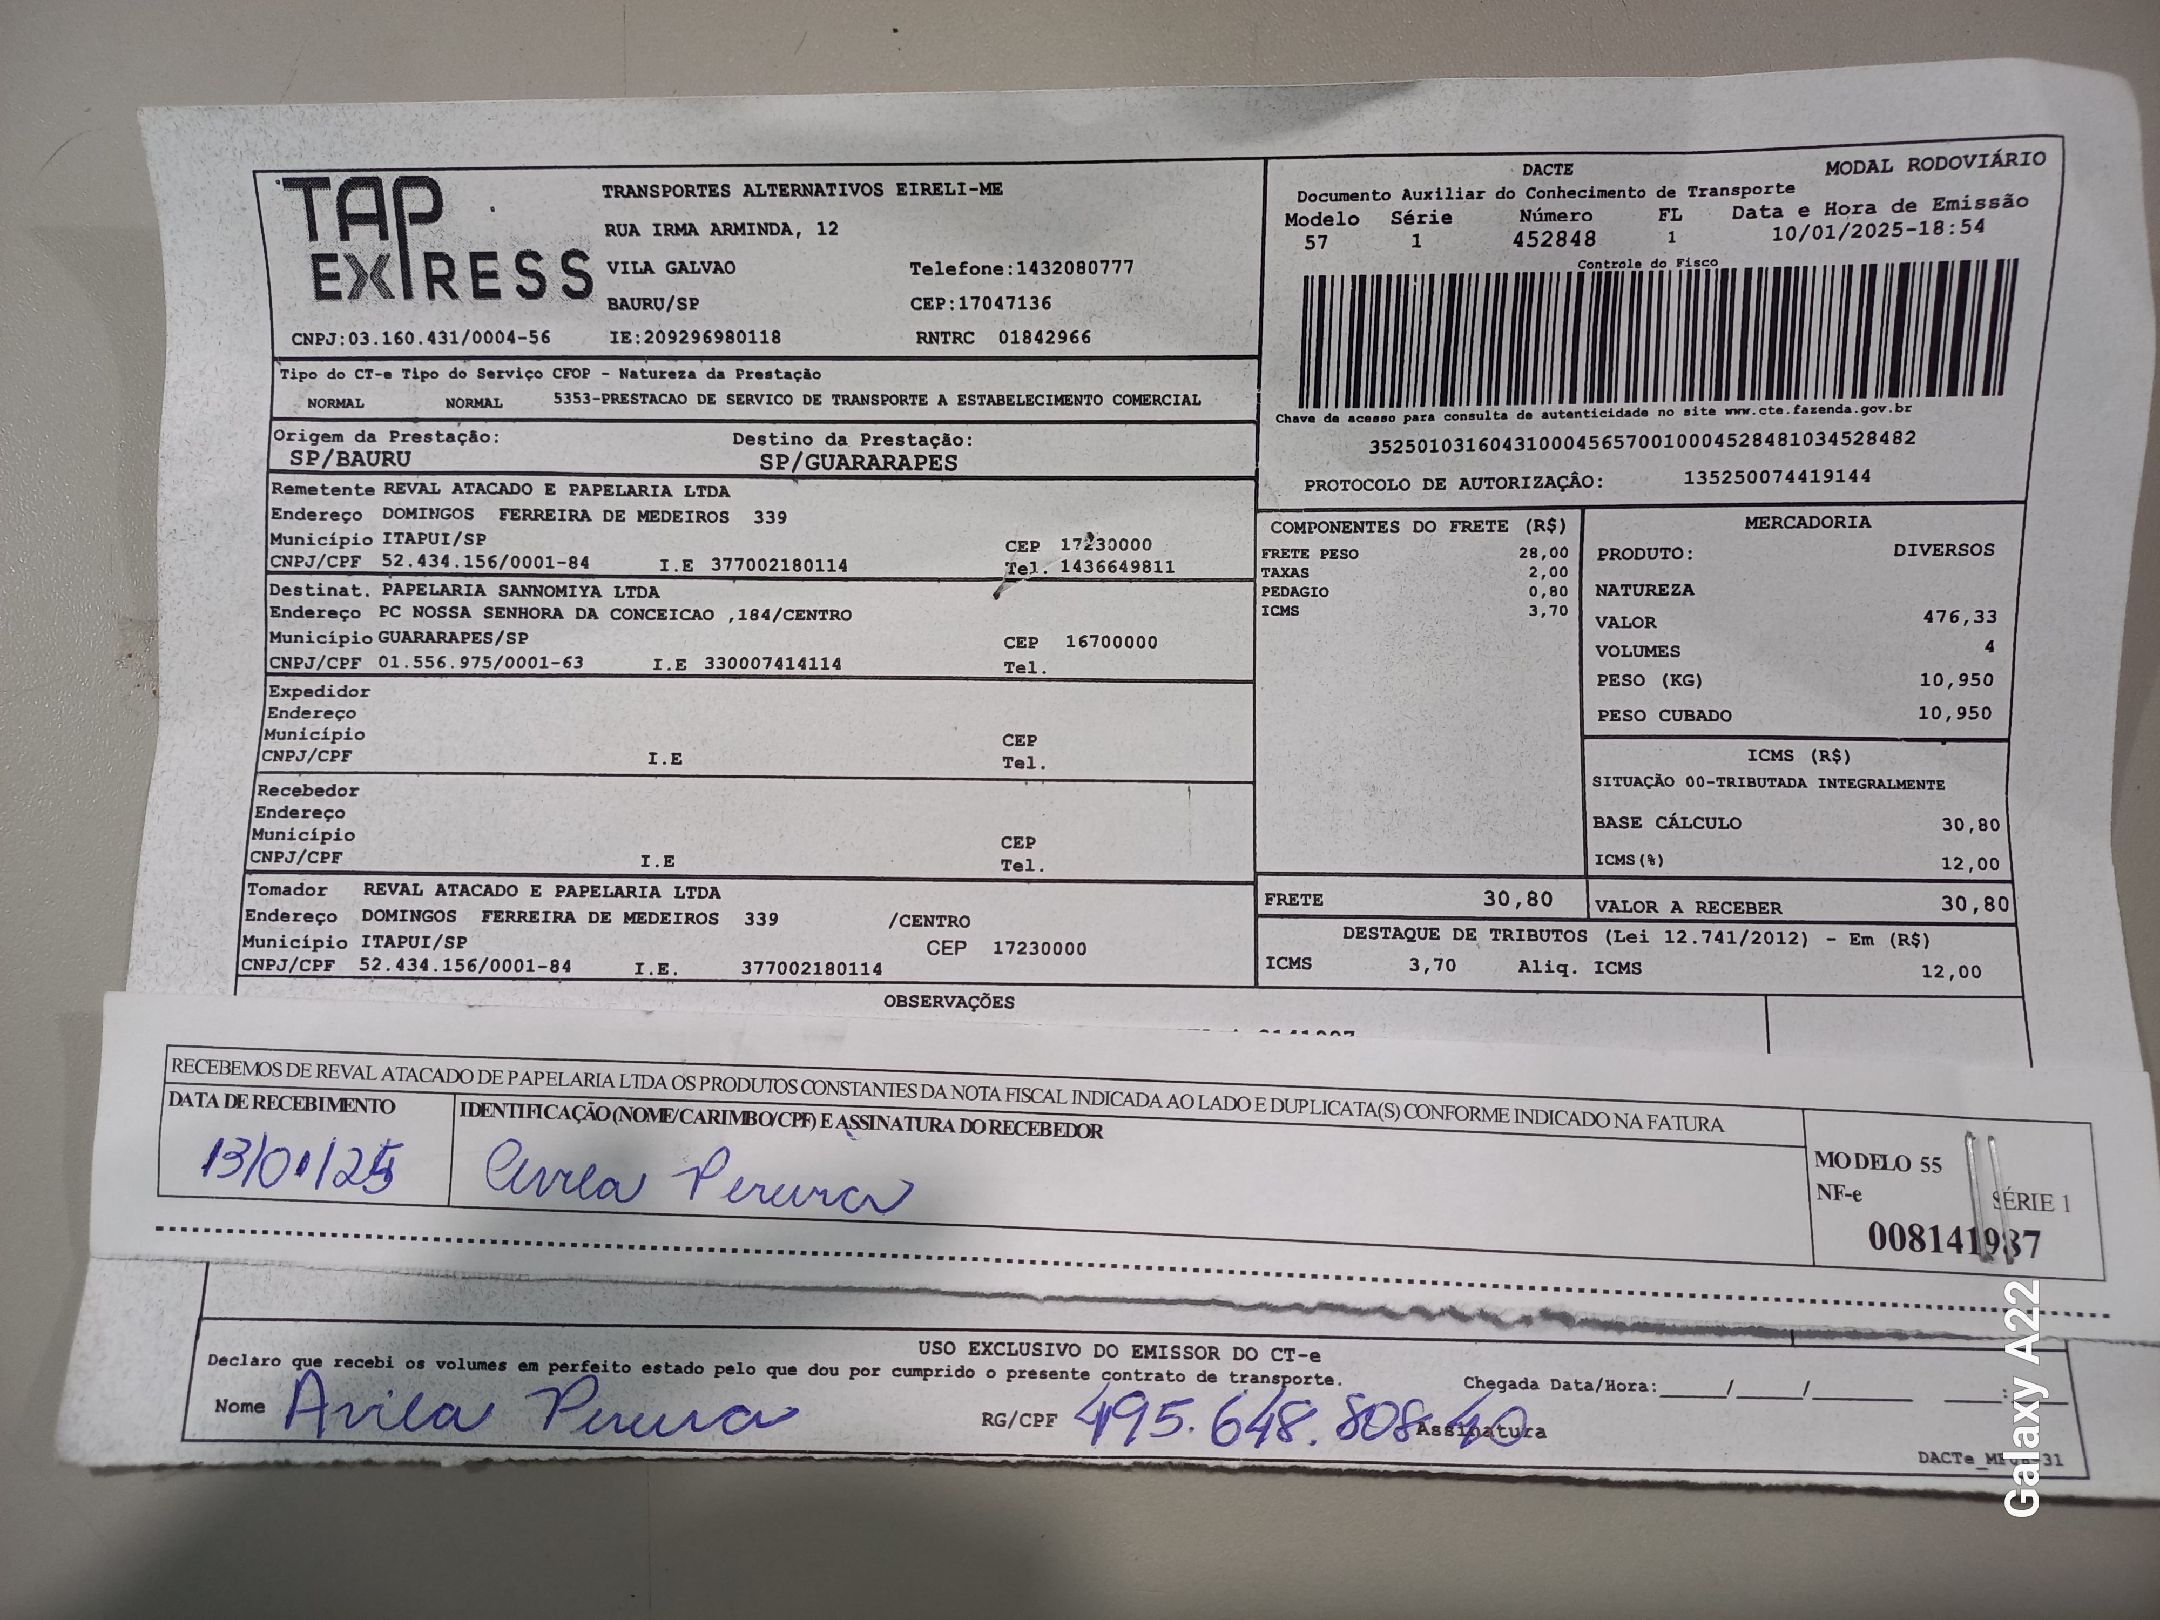 TAP EXPRESS
TRANSPORTES ALTERNATIVOS EIRELI-ME
RUA IRMA ARMINDA, 12
VILA GALVAO Telefone:1432080777
BAURU/SP CEP:17047136
CNPJ:03.160.431/0004-56 IE:209296980118 RNTRC 01842966
DACTE MODAL RODOVIÁRIO
Documento Auxiliar do Conhecimento de Transporte
Modelo Série Número FL Data e Hora de Emissão
57 1 452848 1 10/01/2025-18:54
Controle do Fisco
Chave de acesso para consulta de autenticidade no site www.cte.fazenda.gov.br
35250103160431000456570010004528481034528482
PROTOCOLO DE AUTORIZAÇÂO: 135250074419144
Tipo do CT-e Tipo do Serviço CFOP - Natureza da Prestação
NORMAL NORMAL 5353-PRESTACAO DE SERVICO DE TRANSPORTE A ESTABELECIMENTO COMERCIAL
Origem da Prestação: Destino da Prestação:
SP/BAURU SP/GUARARAPES
Remetente REVAL ATACADO E PAPELARIA LTDA
Endereço DOMINGOS FERREIRA DE MEDEIROS 339
Município ITAPUI/SP CEP 17230000
CNPJ/CPF 52.434.156/0001-84 I.E 377002180114 Tel. 1436649811
Destinat. PAPELARIA SANNOMIYA LTDA
Endereço PC NOSSA SENHORA DA CONCEICAO ,184/CENTRO
Município GUARARAPES/SP CEP 16700000
CNPJ/CPF 01.556.975/0001-63 I.E 330007414114 Tel.
Expedidor
Endereço
Município CEP
CNPJ/CPF I.E Tel.
Recebedor
Endereço
Município CEP
CNPJ/CPF I.E Tel.
Tomador REVAL ATACADO E PAPELARIA LTDA
Endereço DOMINGOS FERREIRA DE MEDEIROS 339 /CENTRO
Município ITAPUI/SP CEP 17230000
CNPJ/CPF 52.434.156/0001-84 I.E. 377002180114
COMPONENTES DO FRETE (R$)
FRETE PESO 28,00
TAXAS 2,00
PEDAGIO 0,80
ICMS 3,70
MERCADORIA
PRODUTO: DIVERSOS
NATUREZA
VALOR 476,33
VOLUMES 4
PESO (KG) 10,950
PESO CUBADO 10,950
ICMS (R$)
SITUAÇÃO 00-TRIBUTADA INTEGRALMENTE
BASE CÁLCULO 30,80
ICMS(%) 12,00
FRETE 30,80 VALOR A RECEBER 30,80
DESTAQUE DE TRIBUTOS (Lei 12.741/2012) - Em (R$)
ICMS 3,70 Aliq. ICMS 12,00
OBSERVAÇÕES
RECEBEMOS DE REVAL ATACADO DE PAPELARIA LTDA OS PRODUTOS CONSTANTES DA NOTA FISCAL INDICADA AO LADO E DUPLICATA(S) CONFORME INDICADO NA FATURA
DATA DE RECEBIMENTO IDENTIFICAÇÃO (NOME/CARIMBO/CPF) E ASSINATURA DO RECEBEDOR
13/01/25 Avila Pereira
MODELO 55
NF-e SÉRIE 1
008141987
USO EXCLUSIVO DO EMISSOR DO CT-e
Declaro que recebi os volumes em perfeito estado pelo que dou por cumprido o presente contrato de transporte. Chegada Data/Hora:____/____/________ ____:____
Nome Avila Pereira RG/CPF 495.648.808-40 Assinatura
Galaxy A22